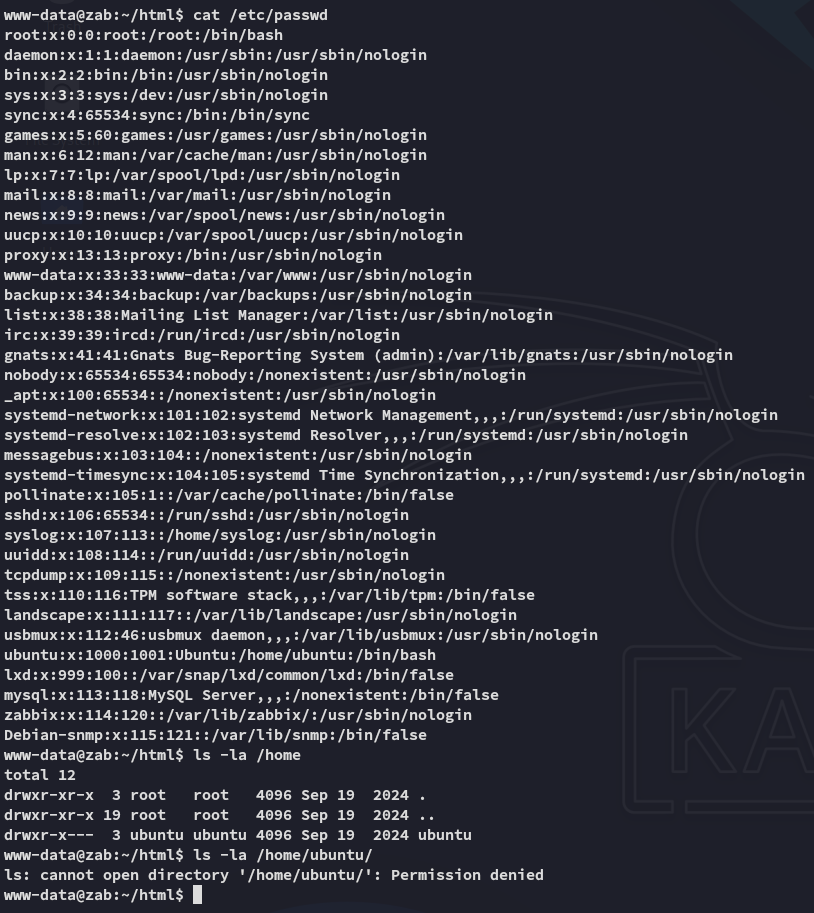 www-data@zab:~/html$ cat /etc/passwd
root:x:0:0:root:/root:/bin/bash
daemon:x:1:1:daemon:/usr/sbin:/usr/sbin/nologin
bin:x:2:2:bin:/bin:/usr/sbin/nologin
sys:x:3:3:sys:/dev:/usr/sbin/nologin
sync:x:4:65534:sync:/bin:/bin/sync
games:x:5:60:games:/usr/games:/usr/sbin/nologin
man:x:6:12:man:/var/cache/man:/usr/sbin/nologin
lp:x:7:7:lp:/var/spool/lpd:/usr/sbin/nologin
mail:x:8:8:mail:/var/mail:/usr/sbin/nologin
news:x:9:9:news:/var/spool/news:/usr/sbin/nologin
uucp:x:10:10:uucp:/var/spool/uucp:/usr/sbin/nologin
proxy:x:13:13:proxy:/bin:/usr/sbin/nologin
www-data:x:33:33:www-data:/var/www:/usr/sbin/nologin
backup:x:34:34:backup:/var/backups:/usr/sbin/nologin
list:x:38:38:Mailing List Manager:/var/list:/usr/sbin/nologin
irc:x:39:39:ircd:/run/ircd:/usr/sbin/nologin
gnats:x:41:41:Gnats Bug-Reporting System (admin):/var/lib/gnats:/usr/sbin/nologin
nobody:x:65534:65534:nobody:/nonexistent:/usr/sbin/nologin
_apt:x:100:65534::/nonexistent:/usr/sbin/nologin
systemd-network:x:101:102:systemd Network Management,,,:/run/systemd:/usr/sbin/nologin
systemd-resolve:x:102:103:systemd Resolver,,,:/run/systemd:/usr/sbin/nologin
messagebus:x:103:104::/nonexistent:/usr/sbin/nologin
systemd-timesync:x:104:105:systemd Time Synchronization,,,:/run/systemd:/usr/sbin/nologin
pollinate:x:105:1::/var/cache/pollinate:/bin/false
sshd:x:106:65534::/run/sshd:/usr/sbin/nologin
syslog:x:107:113::/home/syslog:/usr/sbin/nologin
uuidd:x:108:114::/run/uuidd:/usr/sbin/nologin
tcpdump:x:109:115::/nonexistent:/usr/sbin/nologin
tss:x:110:116:TPM software stack,,,:/var/lib/tpm:/bin/false
landscape:x:111:117::/var/lib/landscape:/usr/sbin/nologin
usbmux:x:112:46:usbmux daemon,,,:/var/lib/usbmux:/usr/sbin/nologin
ubuntu:x:1000:1001:Ubuntu:/home/ubuntu:/bin/bash
lxd:x:999:100::/var/snap/lxd/common/lxd:/bin/false
mysql:x:113:118:MySQL Server,,,:/nonexistent:/bin/false
zabbix:x:114:120::/var/lib/zabbix/:/usr/sbin/nologin
Debian-snmp:x:115:121::/var/lib/snmp:/bin/false
www-data@zab:~/html$ ls -la /home
total 12
drwxr-xr-x  3 root   root   4096 Sep 19  2024 .
drwxr-xr-x 19 root   root   4096 Sep 19  2024 ..
drwxr-x---  3 ubuntu ubuntu 4096 Sep 19  2024 ubuntu
www-data@zab:~/html$ ls -la /home/ubuntu/
ls: cannot open directory '/home/ubuntu/': Permission denied
www-data@zab:~/html$
KA